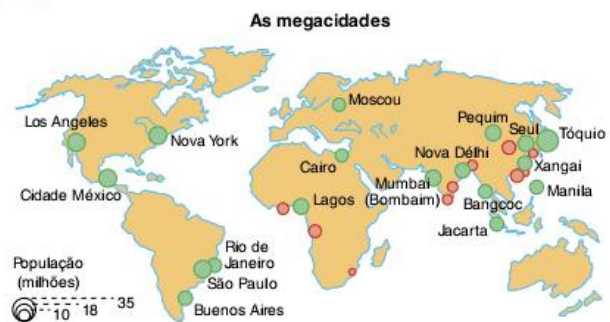 As megacidades
Moscou
Los Angeles
Nova York
Pequim
Seul
Tóquio
Cairo
Nova Délhi
Xangai
Cidade México
Lagos
Mumbai
(Bombaim)
Bangcoc
Manila
Jacarta
Rio de
Janeiro
São Paulo
Buenos Aires
População
(milhões)
10 18 35